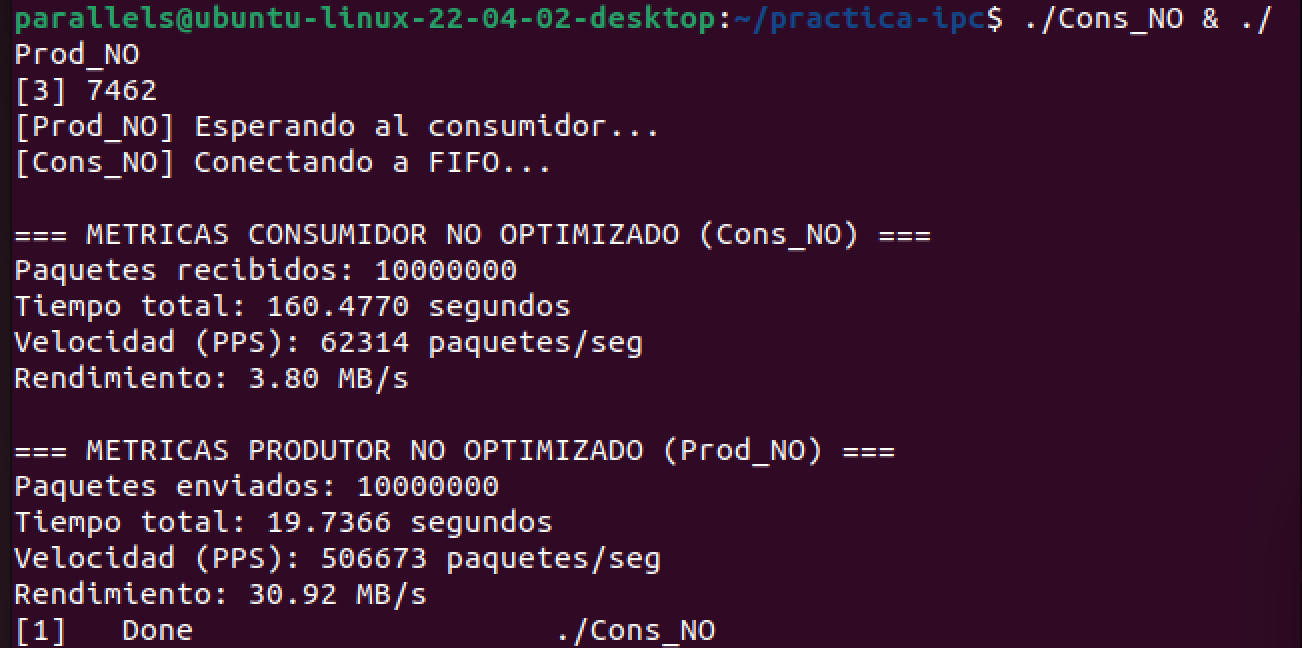 parallels@ubuntu-linux-22-04-02-desktop:~/practica-ipc$ ./Cons_NO & ./
Prod_NO
[3] 7462
[Prod_NO] Esperando al consumidor...
[Cons_NO] Conectando a FIFO...
=== METRICAS CONSUMIDOR NO OPTIMIZADO (Cons_NO) ===
Paquetes recibidos: 10000000
Tiempo total: 160.4770 segundos
Velocidad (PPS): 62314 paquetes/seg
Rendimiento: 3.80 MB/s
=== METRICAS PRODUTOR NO OPTIMIZADO (Prod_NO) ===
Paquetes enviados: 10000000
Tiempo total: 19.7366 segundos
Velocidad (PPS): 506673 paquetes/seg
Rendimiento: 30.92 MB/s
[1]   Done                    ./Cons_NO